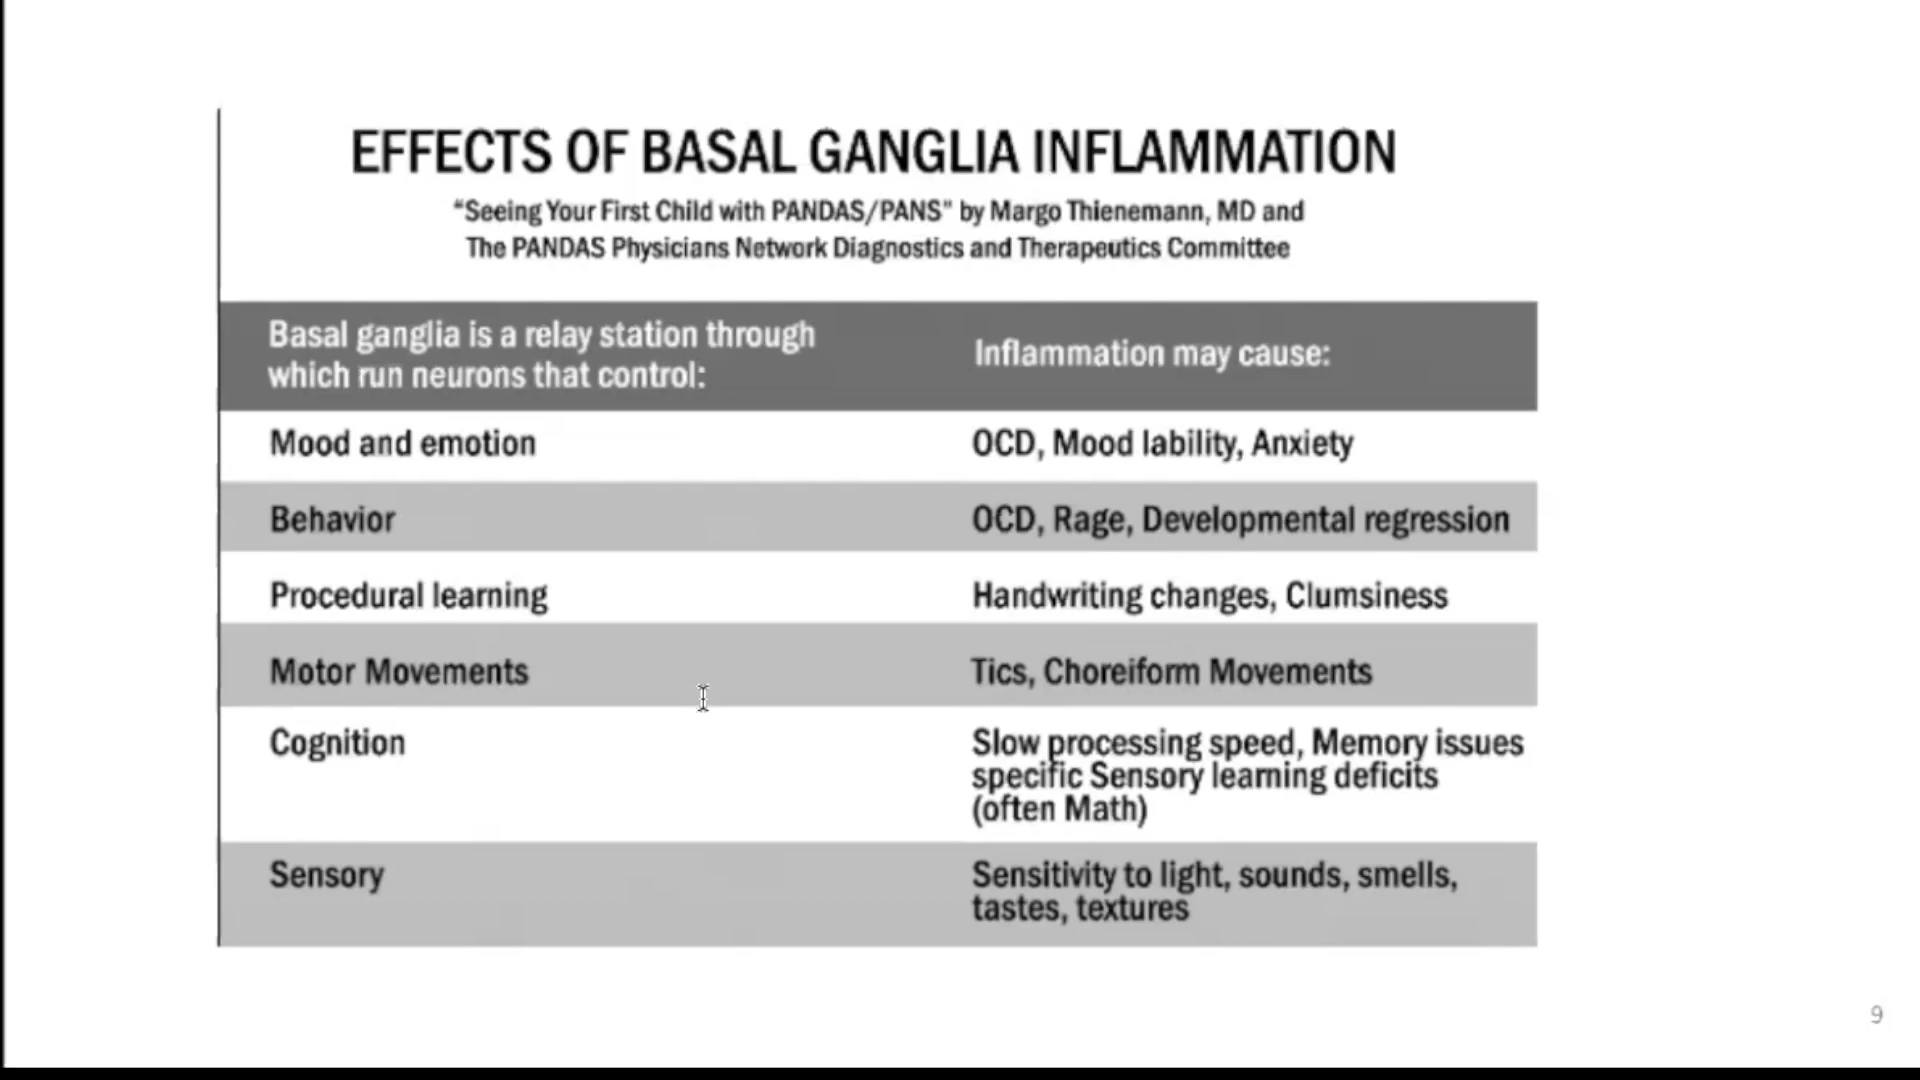 EFFECTS OF BASAL GANGLIA INFLAMMATION
"Seeing Your First Child with PANDAS/PANS" by Margo Thienemann, MD and
The PANDAS Physicians Network Diagnostics and Therapeutics Committee
Basal ganglia is a relay station through
which run neurons that control:
Inflammation may cause:
Mood and emotion
OCD, Mood lability, Anxiety
Behavior
OCD, Rage, Developmental regression
Procedural learning
Handwriting changes, Clumsiness
Motor Movements
Tics, Choreiform Movements
Cognition
Slow processing speed, Memory issues
specific Sensory learning deficits
(often Math)
Sensory
Sensitivity to light, sounds, smells,
tastes, textures
9